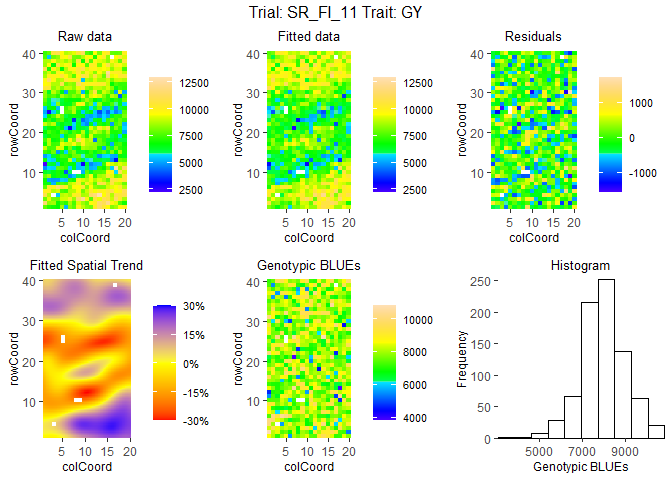 Trial: SR_FI_11 Trait: GY
Raw data
Fitted data
Residuals
40
30
20
10
rowCoord
5 10 15 20
colCoord
12500
10000
7500
5000
2500
40
30
20
10
rowCoord
5 10 15 20
colCoord
12500
10000
7500
5000
2500
40
30
20
10
rowCoord
5 10 15 20
colCoord
1000
0
-1000
Fitted Spatial Trend
Genotypic BLUEs
Histogram
40
30
20
10
rowCoord
5 10 15 20
colCoord
30%
15%
0%
-15%
-30%
40
30
20
10
rowCoord
5 10 15 20
colCoord
10000
8000
6000
4000
250
200
150
100
50
0
Frequency
5000 7000 9000
Genotypic BLUEs